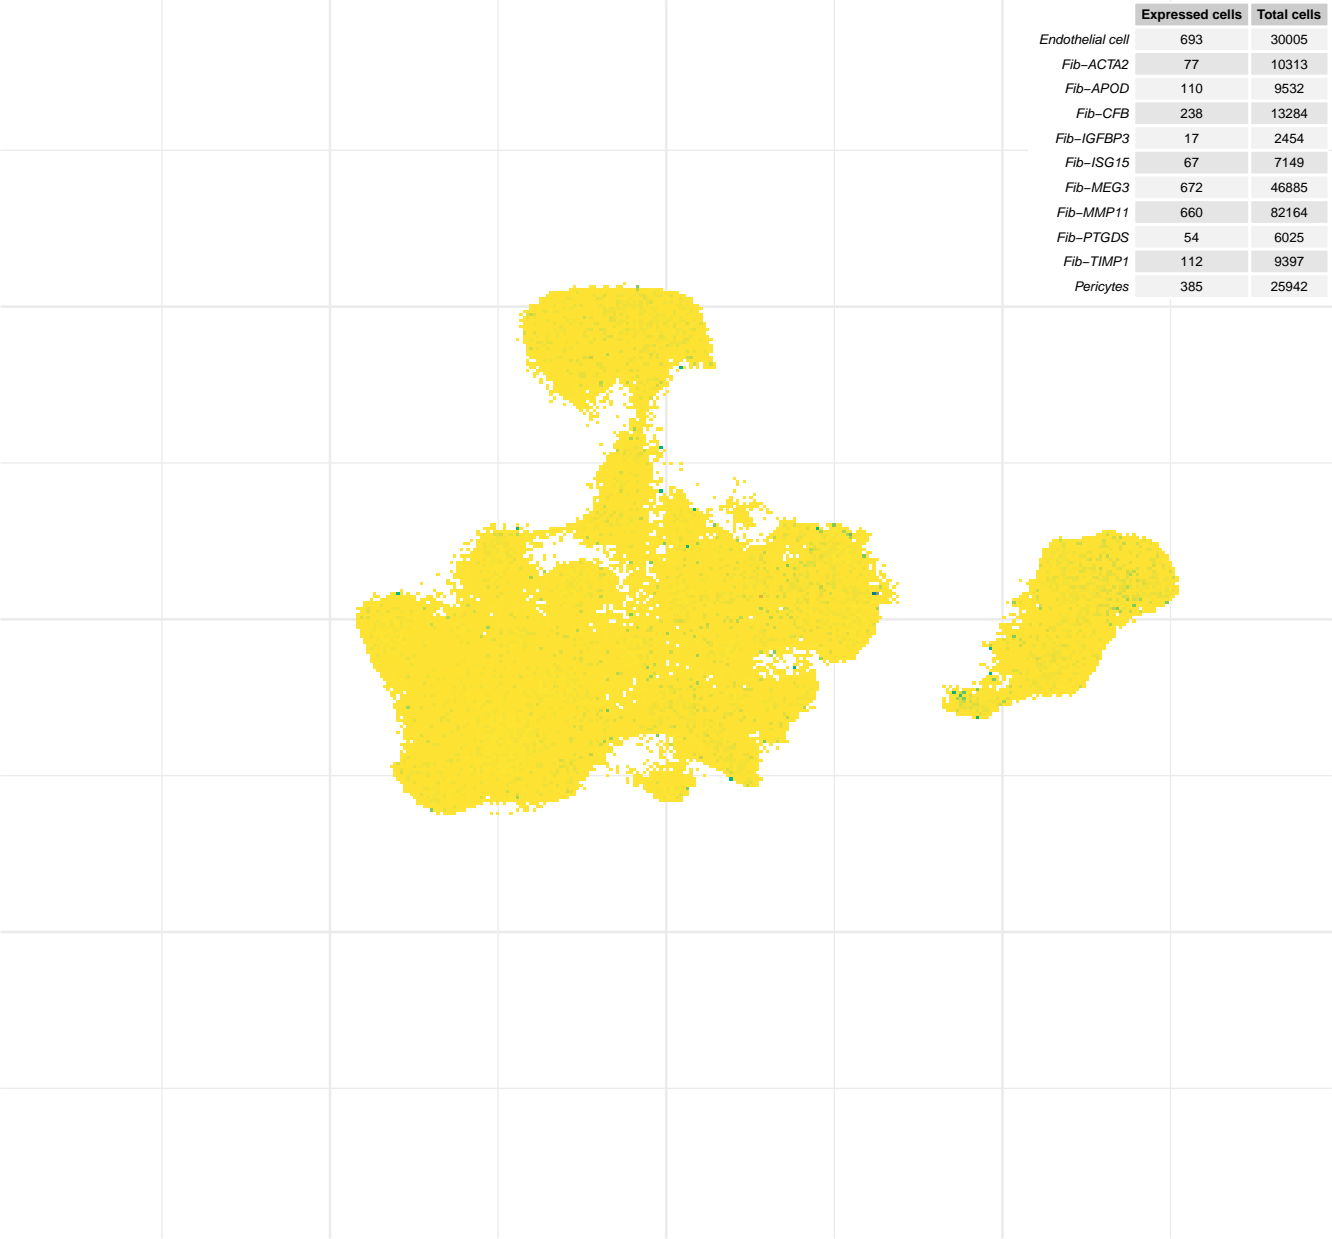 Expressed cells Total cells
Endothelial cell 693 30005
Fib−ACTA2 77 10313
Fib−APOD 110 9532
Fib−CFB 238 13284
Fib−IGFBP3 17 2454
Fib−ISG15 67 7149
Fib−MEG3 672 46885
Fib−MMP11 660 82164
Fib−PTGDS 54 6025
Fib−TIMP1 112 9397
Pericytes 385 25942